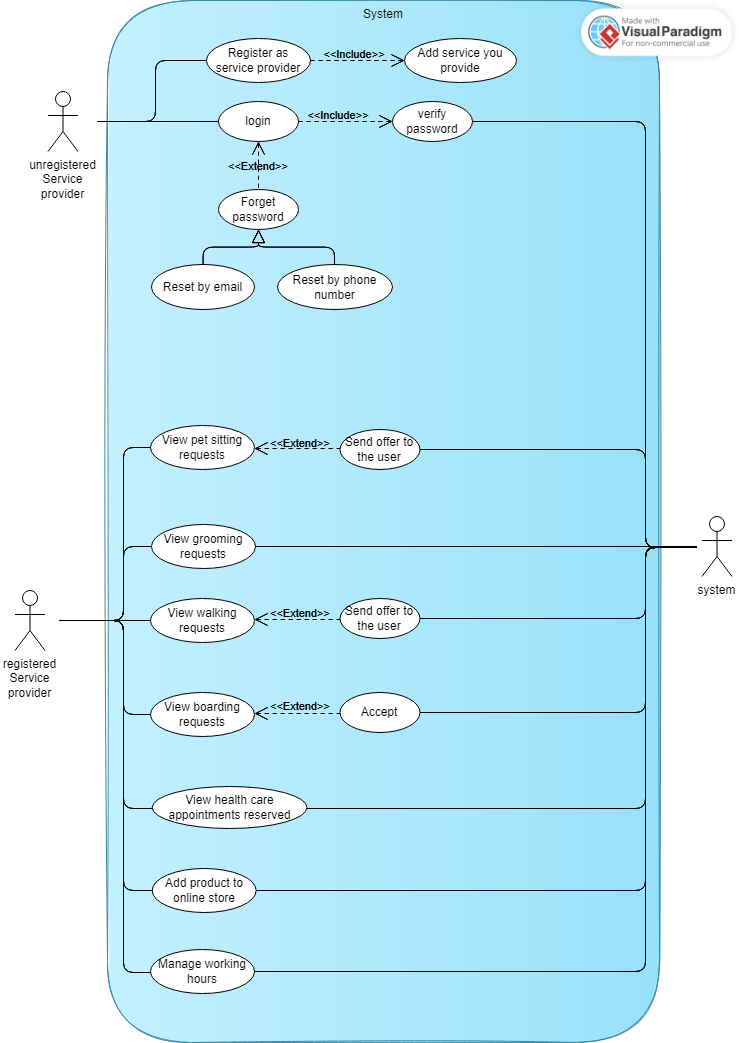 System
Made with
VisualParadigm
For non-commercial use
Register as
service provider
<<Include>>
Add service you
provide
login
<<Include>>
verify
password
unregistered
Service
provider
<<Extend>>
Forget
password
Reset by email
Reset by phone
number
View pet sitting
requests
<<Extend>>
Send offer to
the user
View grooming
requests
system
View walking
requests
<<Extend>>
Send offer to
the user
registered
Service
provider
View boarding
requests
<<Extend>>
Accept
View health care
appointments reserved
Add product to
online store
Manage working
hours